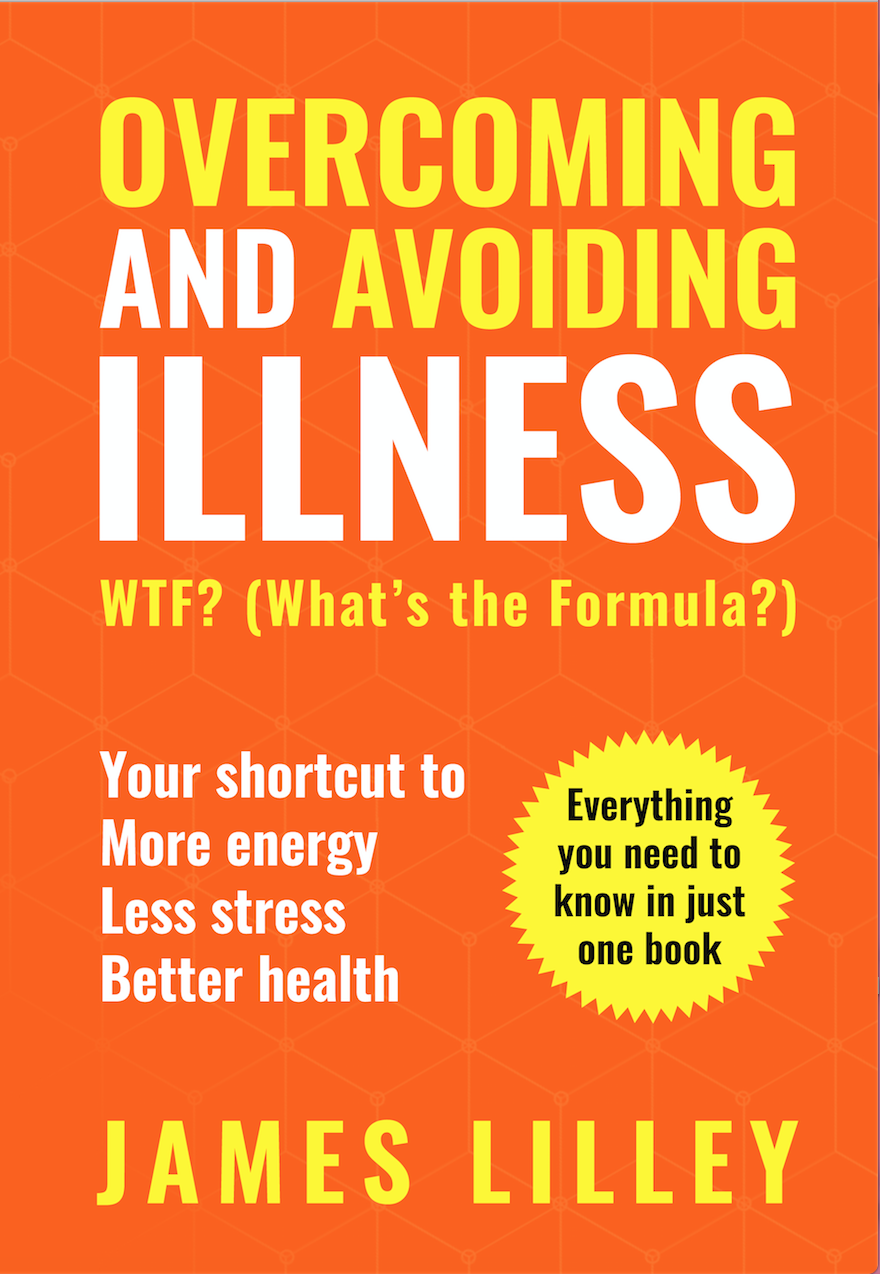 OVERCOMING
AND AVOIDING
ILLNESS
WTF? (What’s the Formula?)
Your shortcut to
More energy
Less stress
Better health
Everything
you need to
know in just
one book
JAMES LILLEY